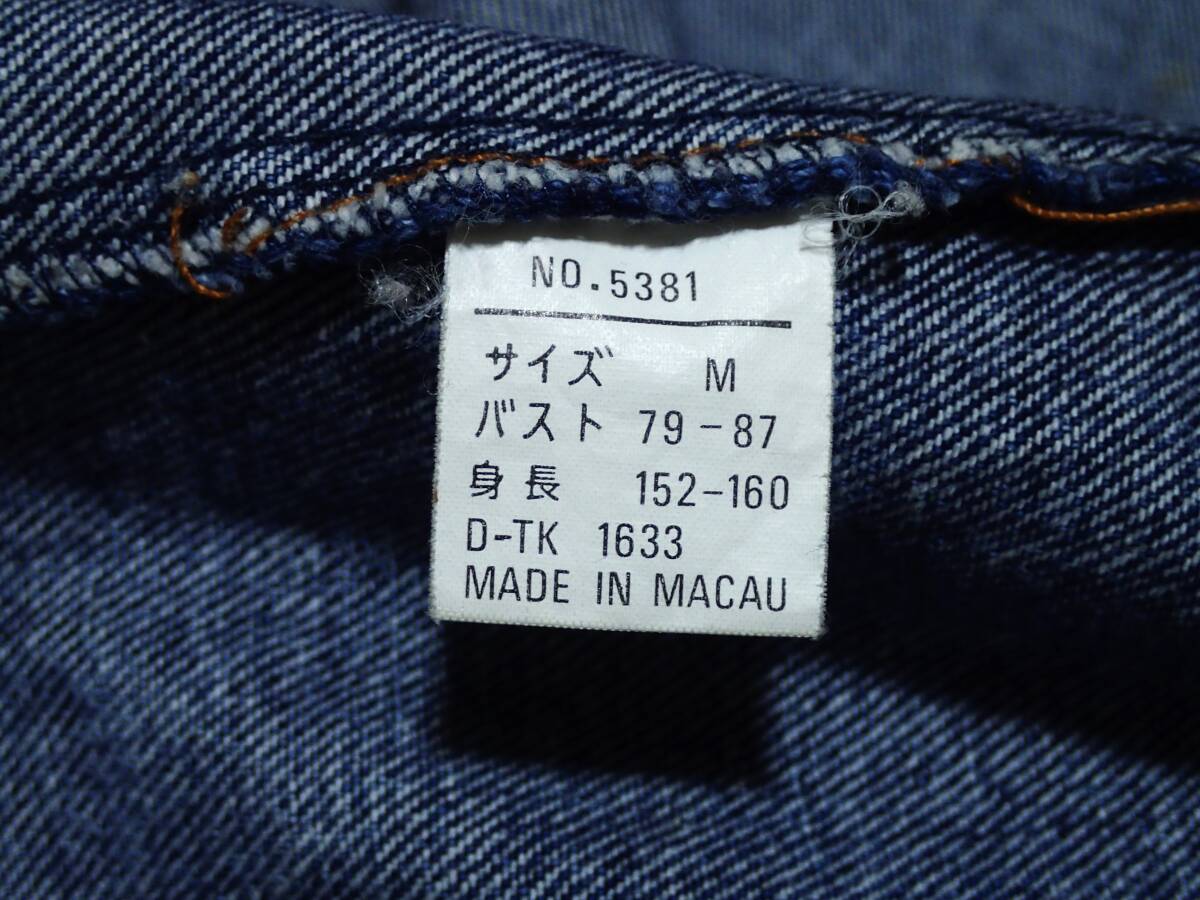 NO.5381
サイズ M
バスト 79-87
身長 152-160
D-TK 1633
MADE IN MACAU